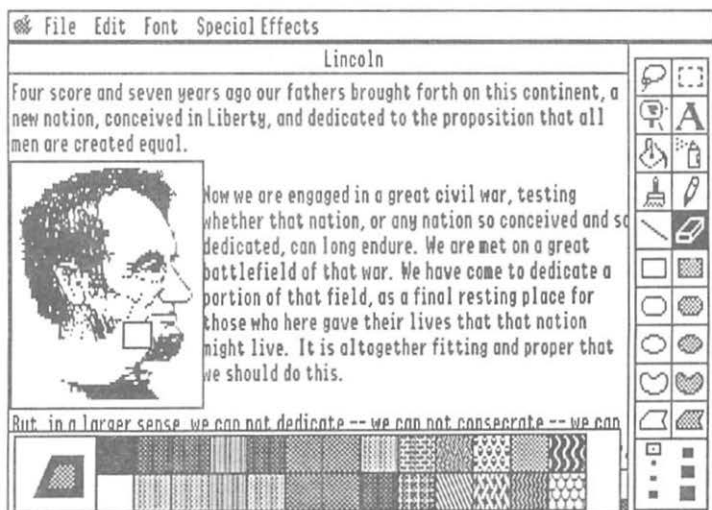 File Edit Font Special Effects
Lincoln
Four score and seven years ago our fathers brought forth on this continent, a
new nation, conceived in Liberty, and dedicated to the proposition that all
men are created equal.
Now we are engaged in a great civil war, testing
whether that nation, or any nation so conceived and so
dedicated, can long endure. We are met on a great
battlefield of that war. We have come to dedicate a
portion of that field, as a final resting place for
those who here gave their lives that that nation
might live. It is altogether fitting and proper that
we should do this.
But, in a larger sense, we can not dedicate -- we can not consecrate -- we can
A